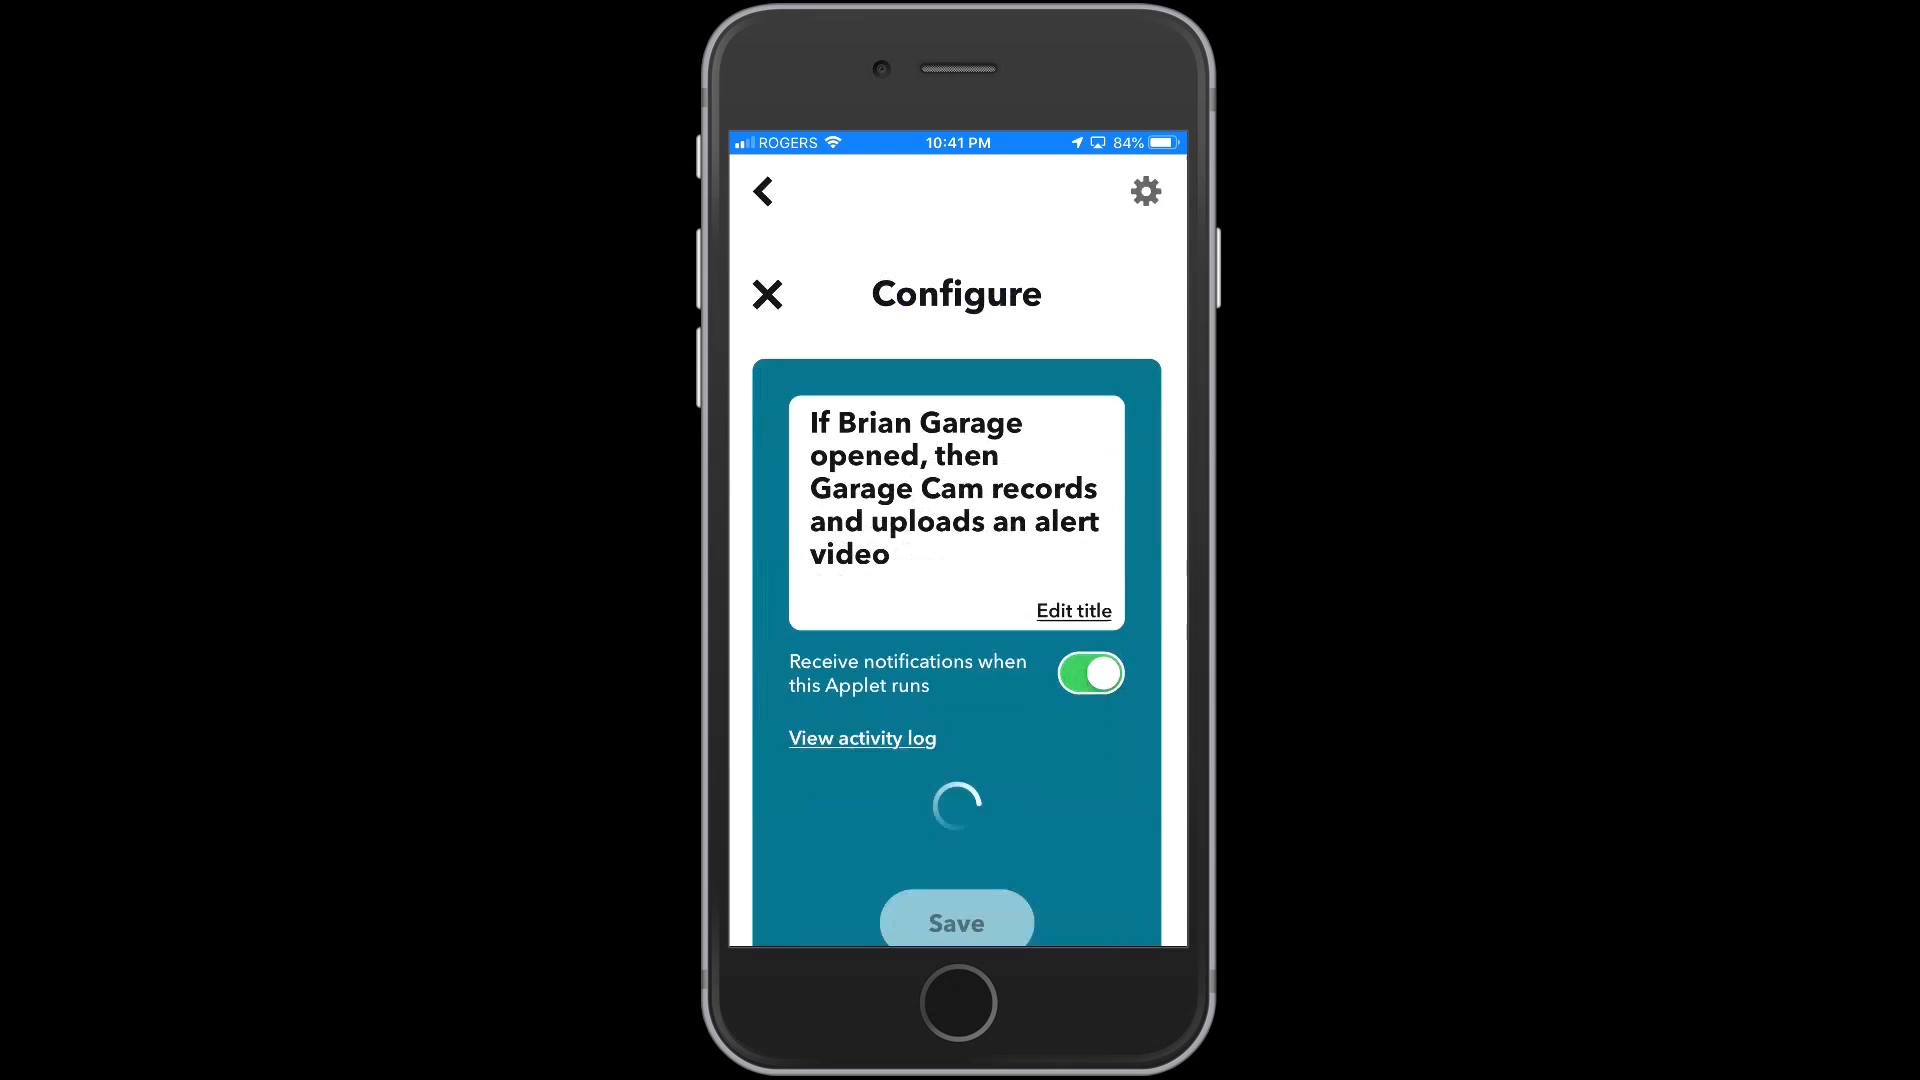 ROGERS 10:41 PM 84%
Configure
If Brian Garage
opened, then
Garage Cam records
and uploads an alert
video
Edit title
Receive notifications when
this Applet runs
View activity log
Save